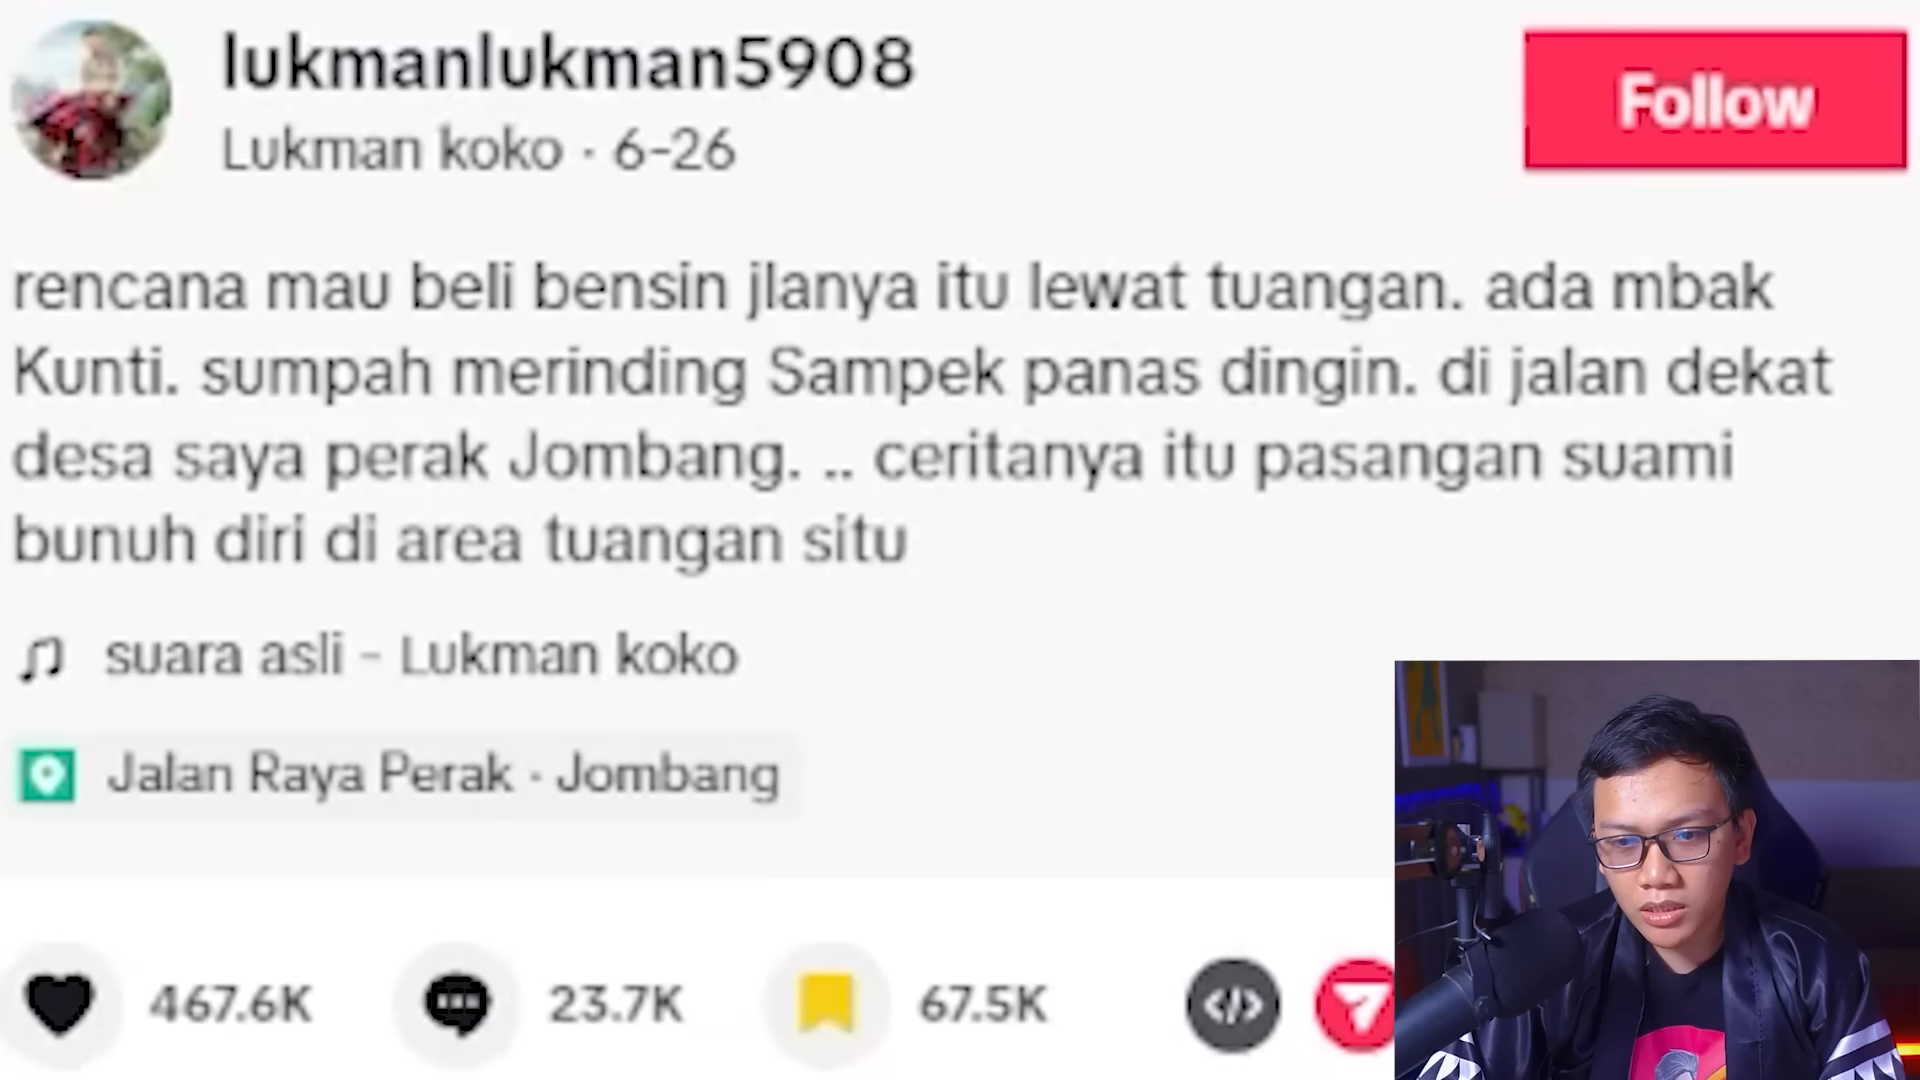 lukmanlukman5908
Lukman koko · 6-26
Follow
rencana mau beli bensin jlanya itu lewat tuangan. ada mbak
Kunti. sumpah merinding Sampek panas dingin. di jalan dekat
desa saya perak Jombang. .. ceritanya itu pasangan suami
bunuh diri di area tuangan situ
suara asli - Lukman koko
Jalan Raya Perak · Jombang
467.6K
23.7K
67.5K